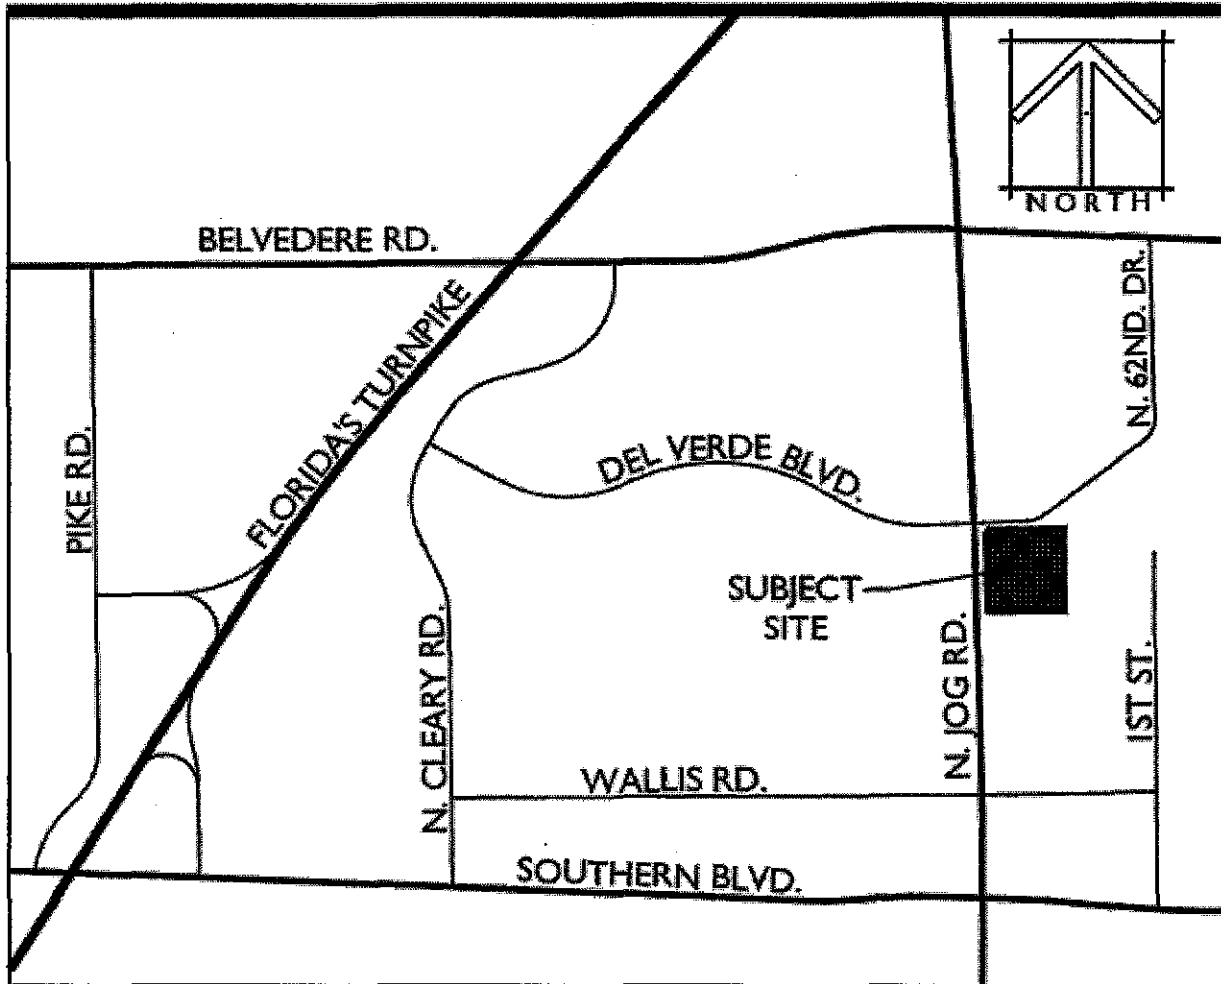 NORTH
BELVEDERE RD.
N. 62ND. DR.
FLORIDA'S TURNPIKE
PIKE RD.
DEL VERDE BLVD.
SUBJECT
SITE
N. CLEARY RD.
N. JOG RD.
1ST ST.
WALLIS RD.
SOUTHERN BLVD.